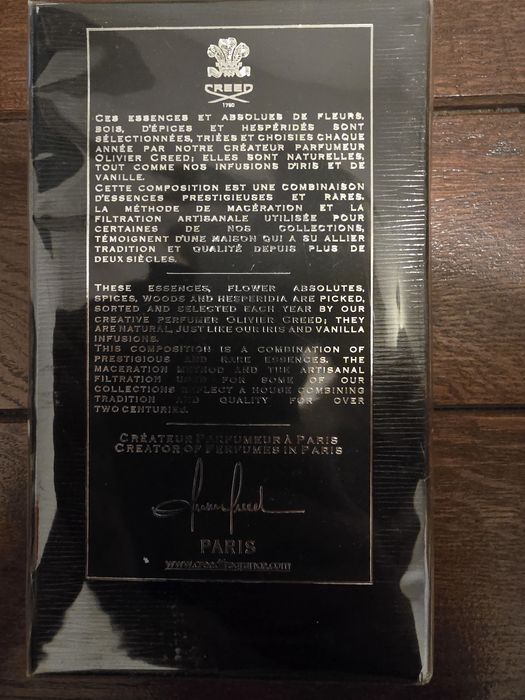 CREED
1760
CES ESSENCES ET ABSOLUES DE FLEURS,
BOIS, D'ÉPICES ET HESPÉRIDÉS SONT
SÉLECTIONNÉES, TRIÉES ET CHOISIES CHAQUE
ANNÉE PAR NOTRE CRÉATEUR PARFUMEUR
OLIVIER CREED; ELLES SONT NATURELLES,
TOUT COMME NOS INFUSIONS D'IRIS ET DE
VANILLE.
CETTE COMPOSITION EST UNE COMBINAISON
D'ESSENCES PRESTIGIEUSES ET RARES.
LA MÉTHODE DE MACÉRATION ET LA
FILTRATION ARTISANALE UTILISÉE POUR
CERTAINES DE NOS COLLECTIONS,
TÉMOIGNENT D'UNE MAISON QUI A SU ALLIER
TRADITION ET QUALITÉ DEPUIS PLUS DE
DEUX SIÈCLES.
THESE ESSENCES, FLOWER ABSOLUTES,
SPICES, WOODS AND HESPERIDIA ARE PICKED,
SORTED AND SELECTED EACH YEAR BY OUR
CREATIVE PERFUMER OLIVIER CREED; THEY
ARE NATURAL, JUST LIKE OUR IRIS AND VANILLA
INFUSIONS.
THIS COMPOSITION IS A COMBINATION OF
PRESTIGIOUS AND RARE ESSENCES. THE
MACERATION METHOD AND THE ARTISANAL
FILTRATION USED FOR SOME OF OUR
COLLECTIONS REFLECT A HOUSE COMBINING
TRADITION AND QUALITY FOR OVER
TWO CENTURIES.
CRÉATEUR PARFUMEUR À PARIS
CREATOR OF PERFUMES IN PARIS
PARIS